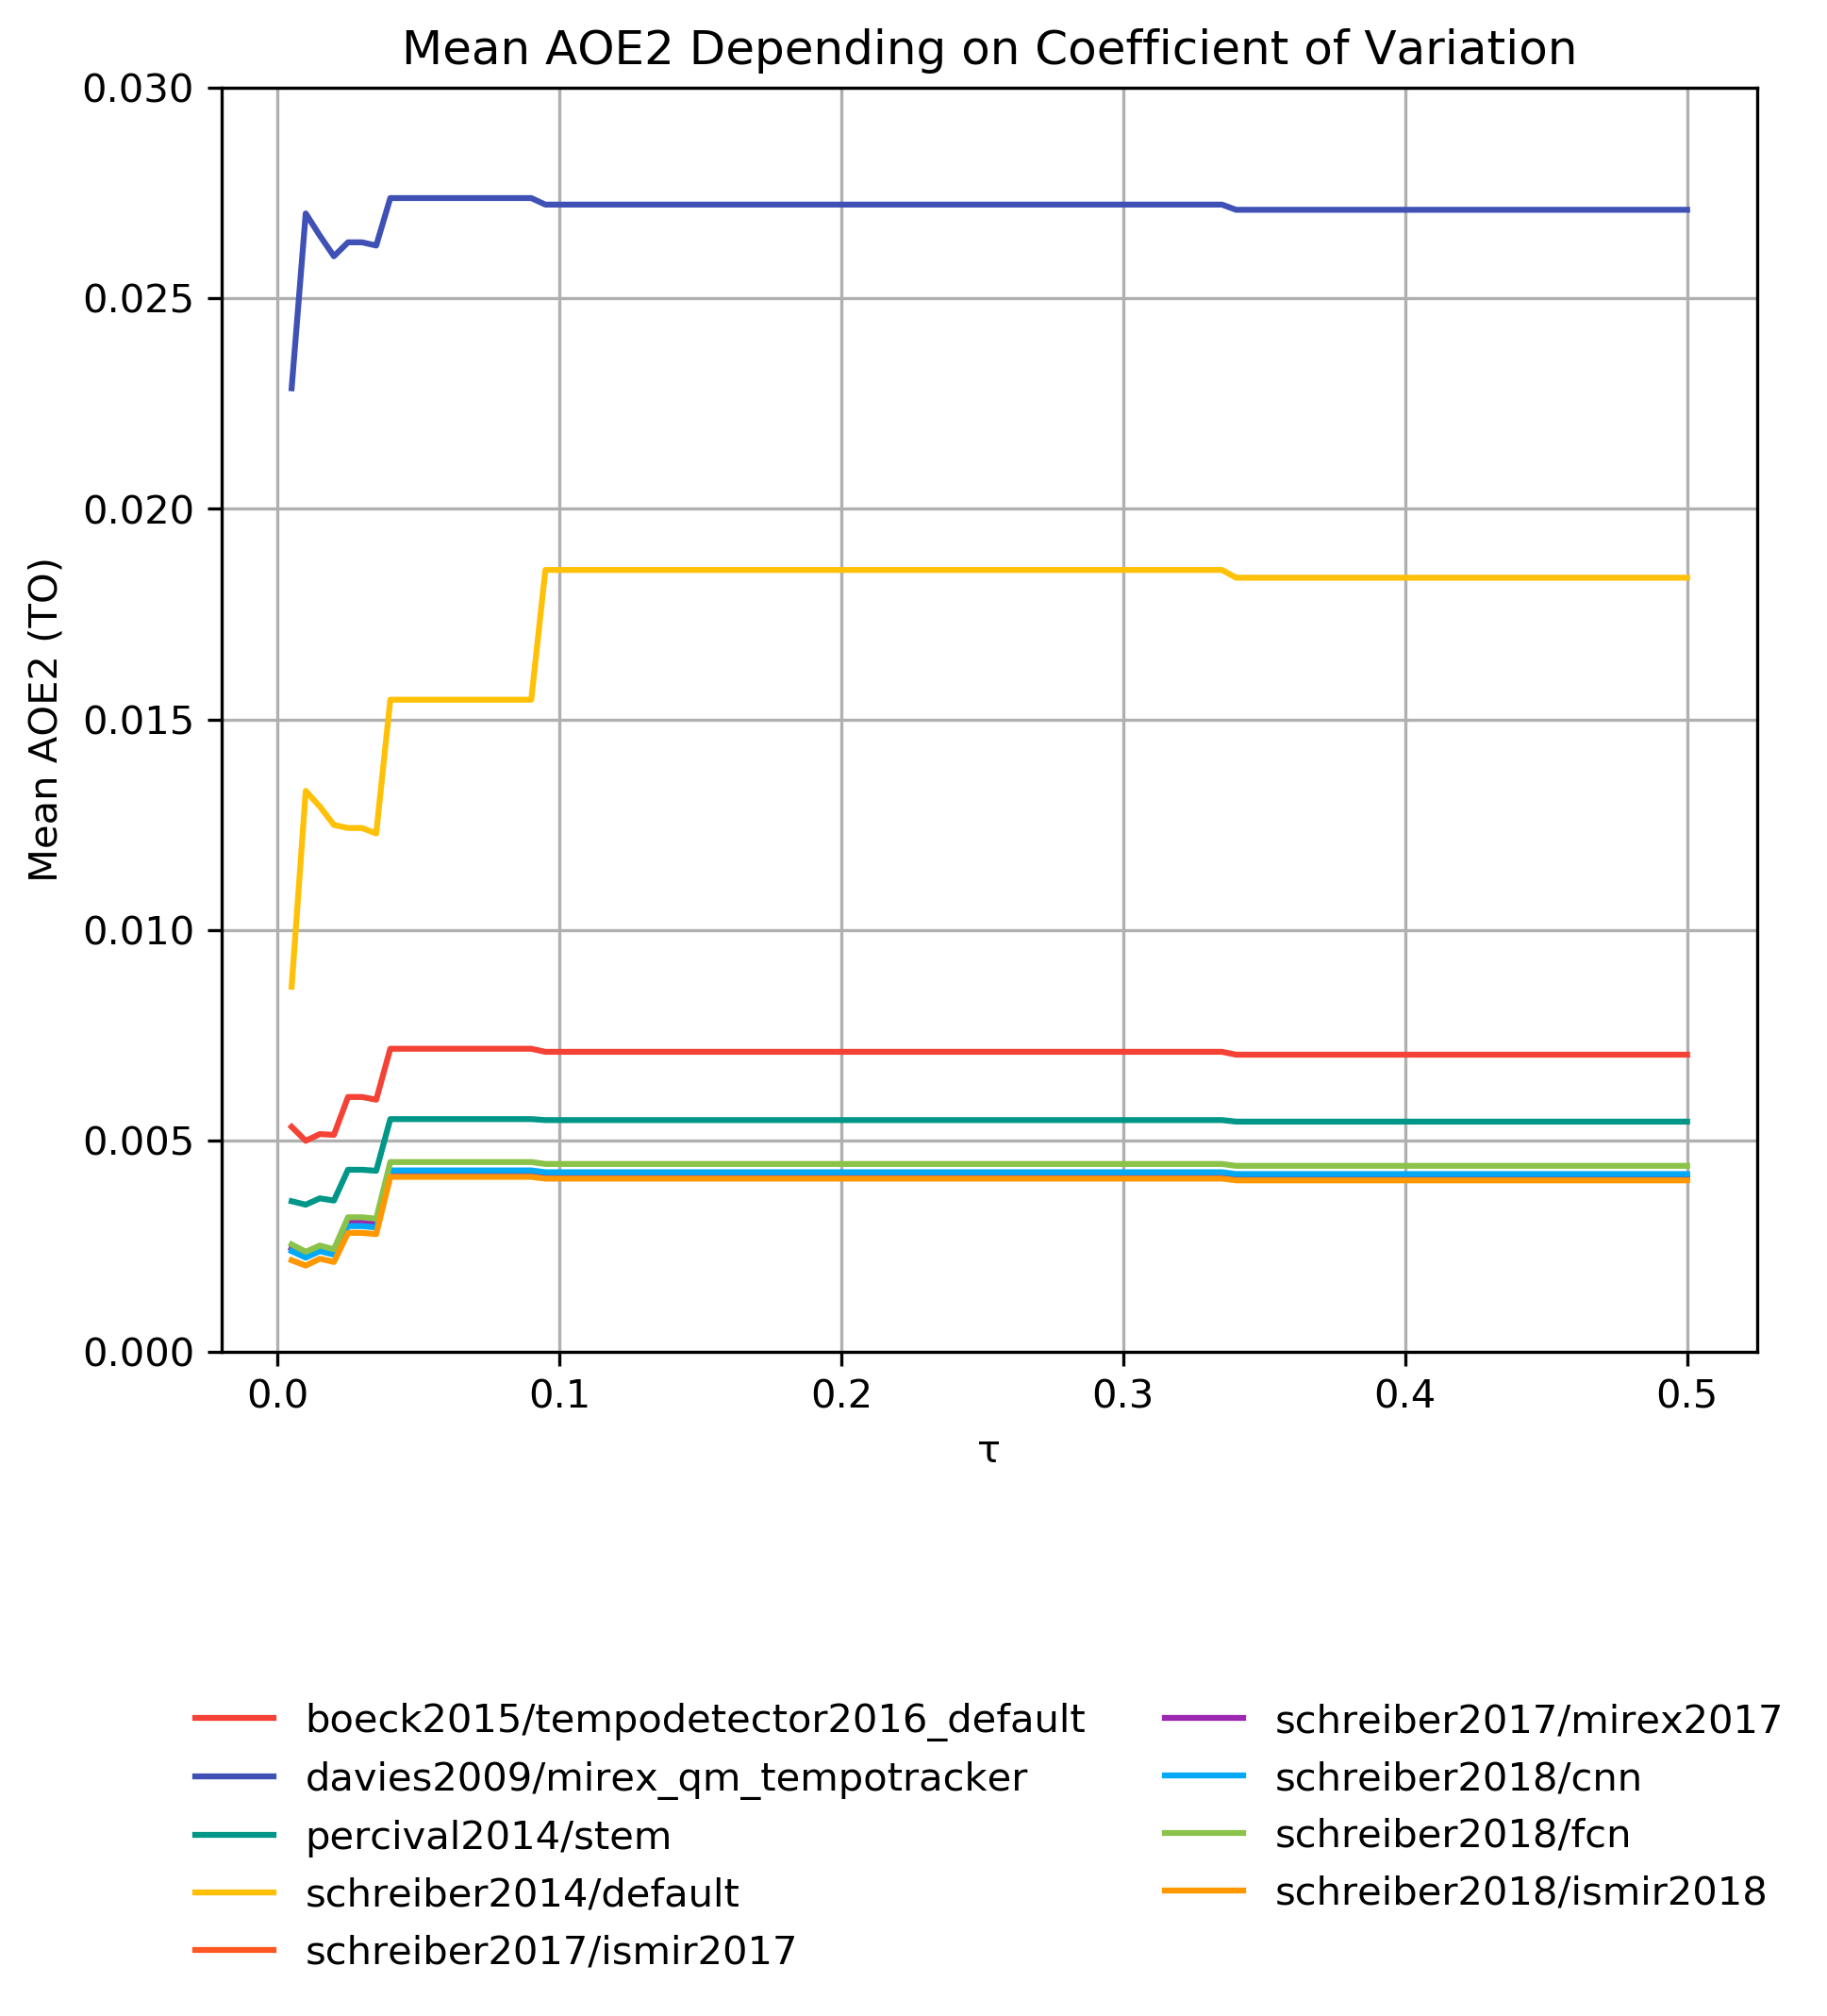 Mean AOE2 Depending on Coefficient of Variation
0.030
0.025
0.020
0.015
0.010
0.005
0.000
Mean AOE2 (TO)
0.0 0.1 0.2 0.3 0.4 0.5
τ
boeck2015/tempodetector2016_default
davies2009/mirex_qm_tempotracker
percival2014/stem
schreiber2014/default
schreiber2017/ismir2017
schreiber2017/mirex2017
schreiber2018/cnn
schreiber2018/fcn
schreiber2018/ismir2018